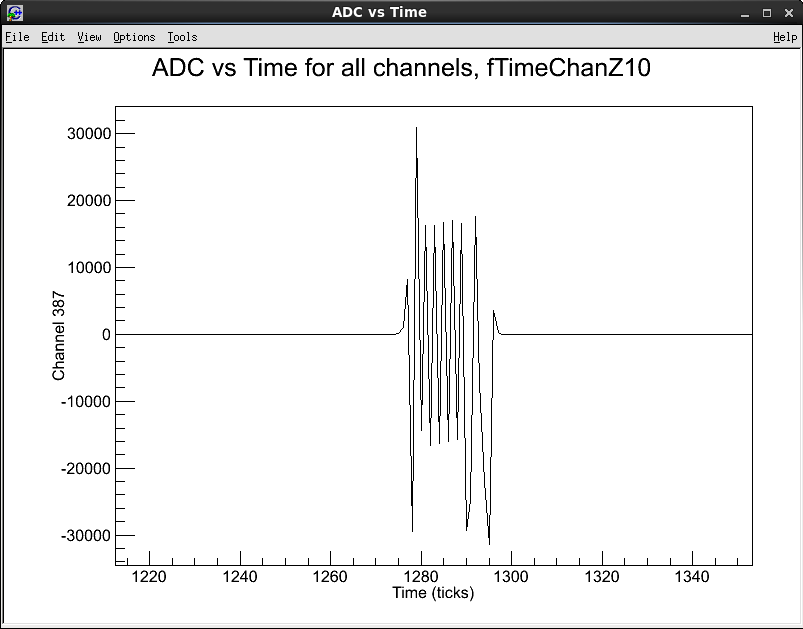 ADC vs Time
File Edit View Options Tools Help
ADC vs Time for all channels, fTimeChanZ10
30000
20000
10000
0
-10000
-20000
-30000
Channel 387
1220 1240 1260 1280 1300 1320 1340
Time (ticks)